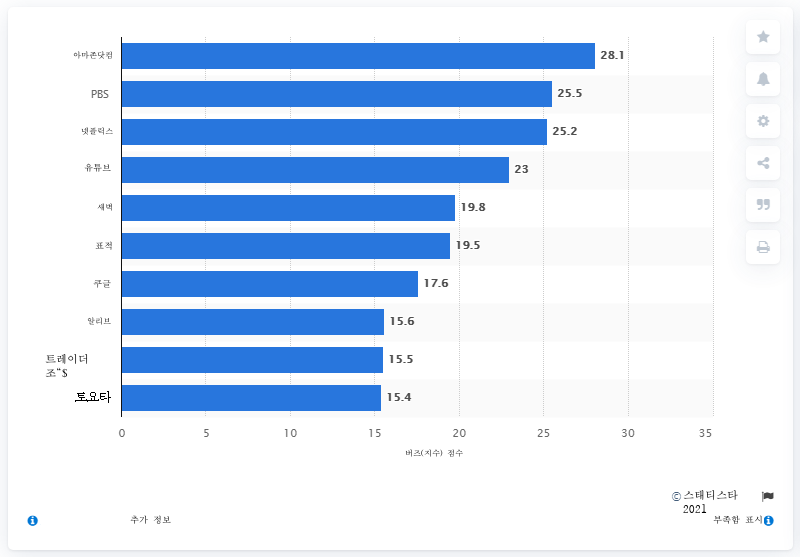 아마존닷컴
28.1
PBS
25.5
넷플릭스
25.2
유튜브
23
새벽
19.8
표적
19.5
쿠글
17.6
알리브
15.6
트레이더
조"S
15.5
토요타
15.4
0 5 10 15 20 25 30 35
버즈(지수) 점수
© 스태티스타
2021
추가 정보
부족함 표시